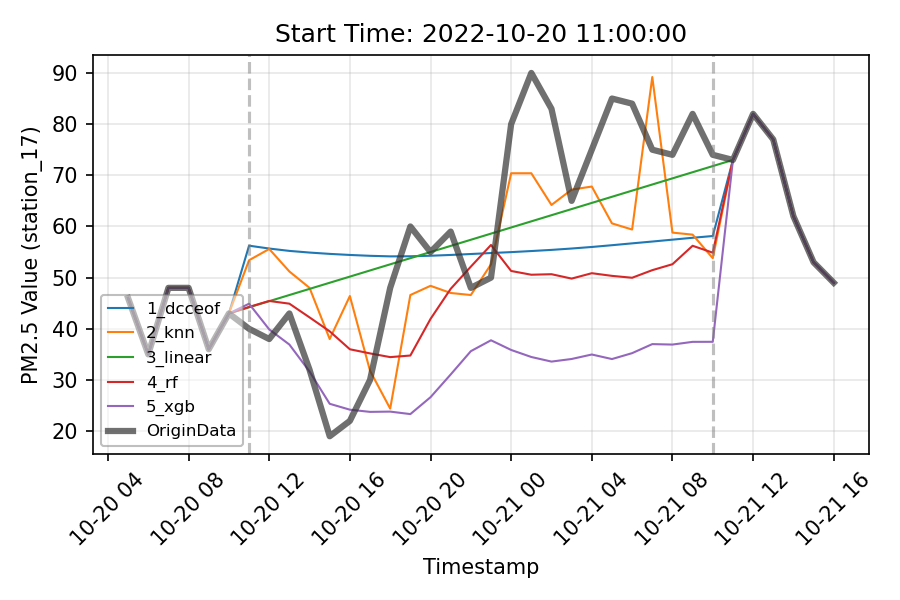 Start Time: 2022-10-20 11:00:00
PM2.5 Value (station_17)
90
80
70
60
50
40
30
20
1_dcceof
2_knn
3_linear
4_rf
5_xgb
OriginData
10-20 04
10-20 08
10-20 12
10-20 16
10-20 20
10-21 00
10-21 04
10-21 08
10-21 12
10-21 16
Timestamp